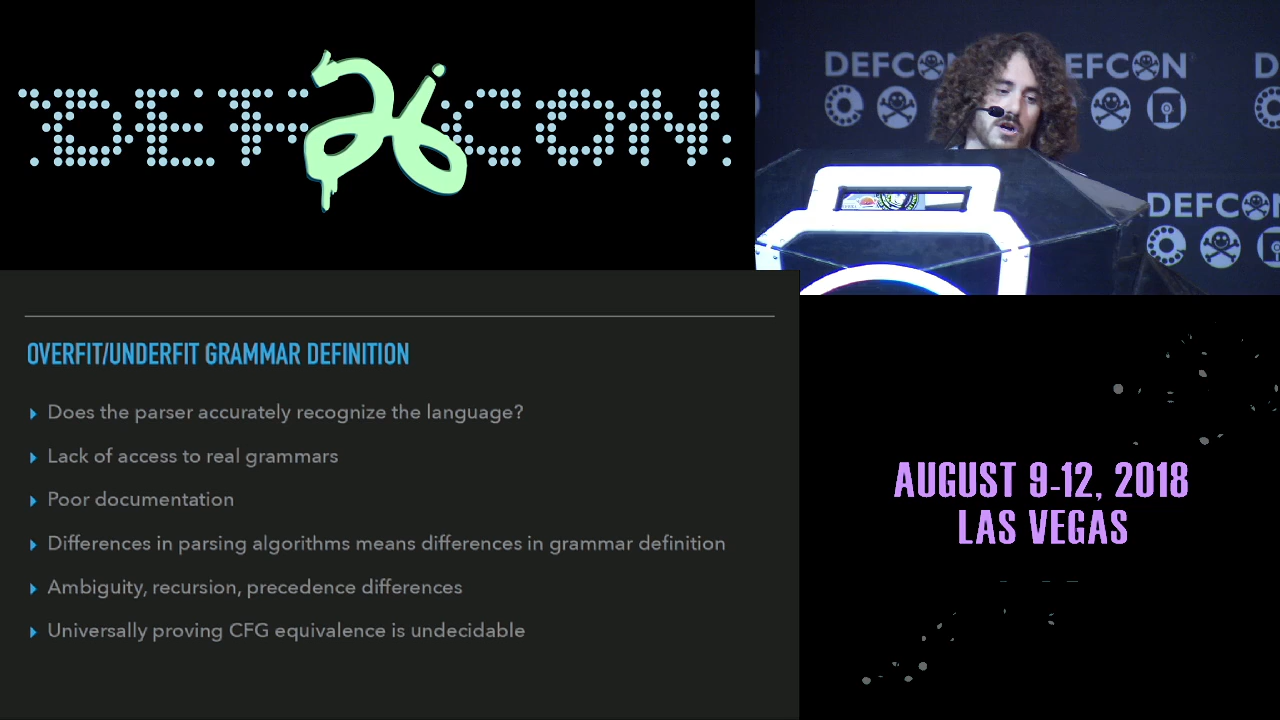 DEF 26 CON
DEFCON
DEFCON
D
DEFCON
OVERFIT/UNDERFIT GRAMMAR DEFINITION
Does the parser accurately recognize the language?
Lack of access to real grammars
Poor documentation
Differences in parsing algorithms means differences in grammar definition
Ambiguity, recursion, precedence differences
Universally proving CFG equivalence is undecidable
AUGUST 9-12, 2018
LAS VEGAS